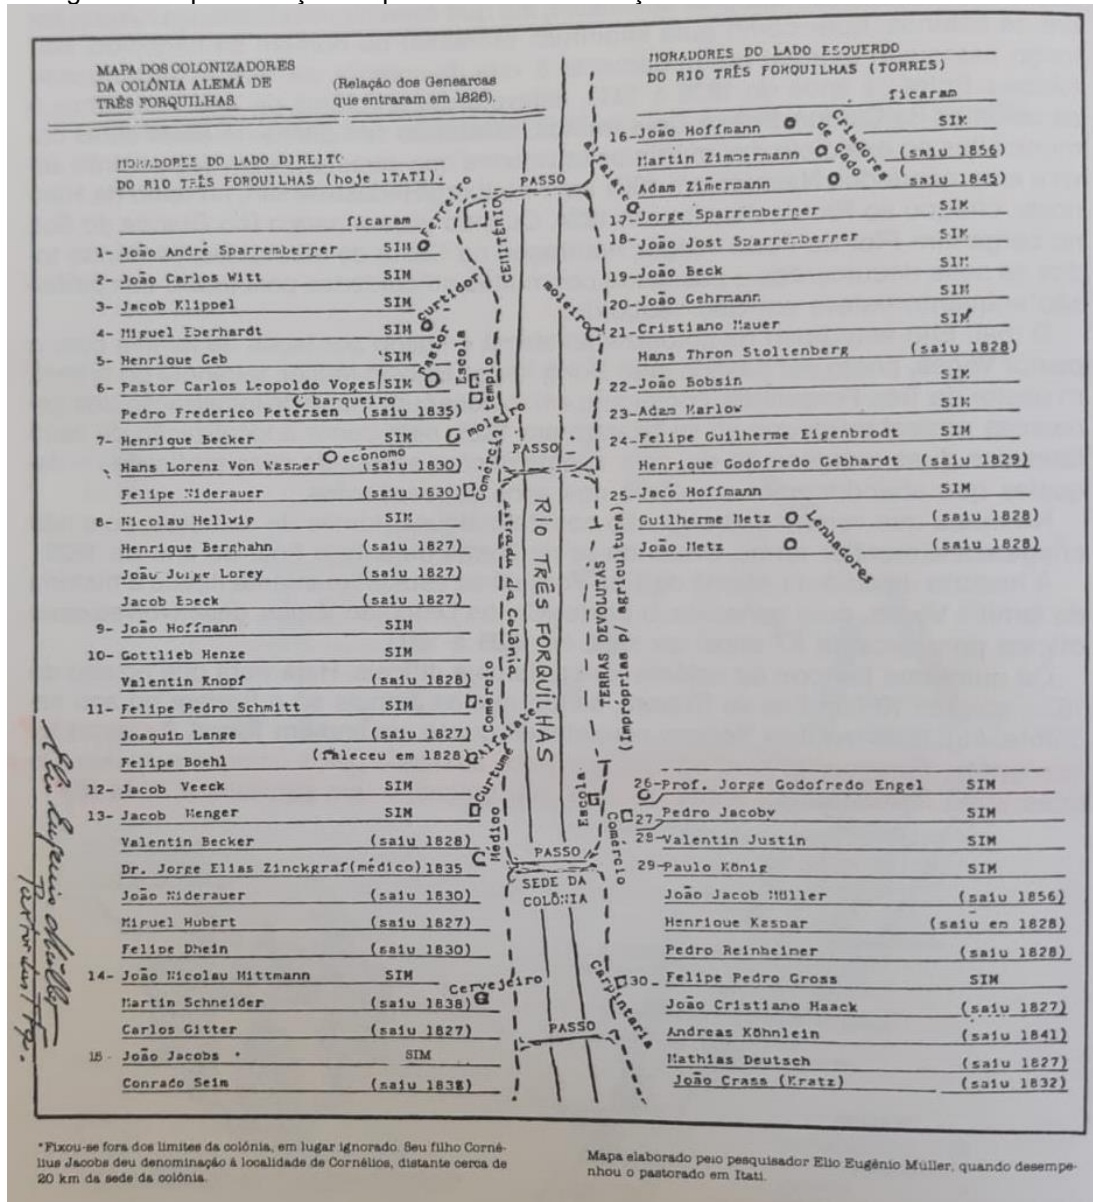 MAPA DOS COLONIZADORES
DA COLÔNIA ALEMÃ DE
TRÊS FORQUILHAS.
(Relação dos Genearcas
que entraram em 1826).
MORADORES DO LADO DIREITO
DO RIO TRÊS FORQUILHAS (hoje ITATI).
ficaram
1- João André Sparremberger SIM Ferreiro
2- João Carlos Witt SIM
3- Jacob Klippel SIM
4- Miguel Eberhardt SIM Curtidor
5- Henrique Geb SIM
6- Pastor Carlos Leopoldo Voges SIM Pastor
barqueiro
Pedro Frederico Petersen (saiu 1835)
7- Henrique Becker SIM moleiro
Hans Lorenz Von Wasmer economo (saiu 1830)
Felipe Niderauer (saiu 1830)
8- Nicolau Hellwig SIM
Henrique Berghahn (saiu 1827)
João Jorge Lorey (saiu 1827)
Jacob Ebeck (saiu 1827)
9- João Hoffmann SIM
10- Gottlieb Henze SIM
Valentin Knopf (saiu 1828)
11- Felipe Pedro Schmitt SIM
Joaquin Lange (saiu 1827)
Felipe Boehl (faleceu em 1828)
12- Jacob Veeck SIM
13- Jacob Menger SIM
Valentin Becker (saiu 1828)
Dr. Jorge Elias Zinckgraf(médico)1835
João Niderauer (saiu 1830)
Miguel Hubert (saiu 1827)
Felipe Dhein (saiu 1830)
14- João Nicolau Mittmann SIM
Martin Schneider (saiu 1838) Cervejeiro
Carlos Gitter (saiu 1827)
15- João Jacobs * SIM
Conrado Seim (saiu 1838)
PASSO
CEMITÉRIO
Escola
templo
Comércio
PASSO
Estrada da Colônia
RIO TRÊS FORQUILHAS
Comércio
Alfaiate
Curtume
Médico
TERRAS DEVOLUTAS
(Impróprias p/ agricultura)
Escola
Comércio
PASSO
SEDE DA
COLÔNIA
Carpintaria
PASSO
MORADORES DO LADO ESQUERDO
DO RIO TRÊS FORQUILHAS (TORRES)
ficaram
16-João Hoffmann SIM
Martin Zimmermann (saiu 1856)
Adam Zimermann (saiu 1845)
Criadores
de Gado
alfaiate
17-Jorge Sparrenberger SIM
18-João Jost Sparrenberger SIM
19-João Beck SIM
20-João Gehrmann SIM
moleiro
21-Cristiano Mauer SIM
Hans Thron Stoltenberg (saiu 1828)
22-João Bobsin SIM
23-Adam Marlow SIM
24-Felipe Guilherme Eigenbrodt SIM
Henrique Godofredo Gebhardt (saiu 1829)
25-Jacó Hoffmann SIM
Guilherme Metz (saiu 1828)
João Metz (saiu 1828)
Lenhadores
26-Prof. Jorge Godofredo Engel SIM
27 Pedro Jacoby SIM
28-Valentin Justin SIM
29-Paulo König SIM
João Jacob Müller (saiu 1856)
Henrique Kaspar (saiu en 1828)
Pedro Reinheimer (saiu 1828)
30- Felipe Pedro Gross SIM
João Cristiano Haack (saiu 1827)
Andreas Köhnlein (saiu 1841)
Mathias Deutsch (saiu 1827)
João Crass (Kratz) (saiu 1832)
Elio Eugenio Müller
*Fixou-se fora dos limites da colônia, em lugar ignorado. Seu filho Corné-
lius Jacobs deu denominação à localidade de Cornélios, distante cerca de
20 km da sede da colônia.
Mapa elaborado pelo pesquisador Elio Eugênio Müller, quando desempe-
nhou o pastorado em Itati.